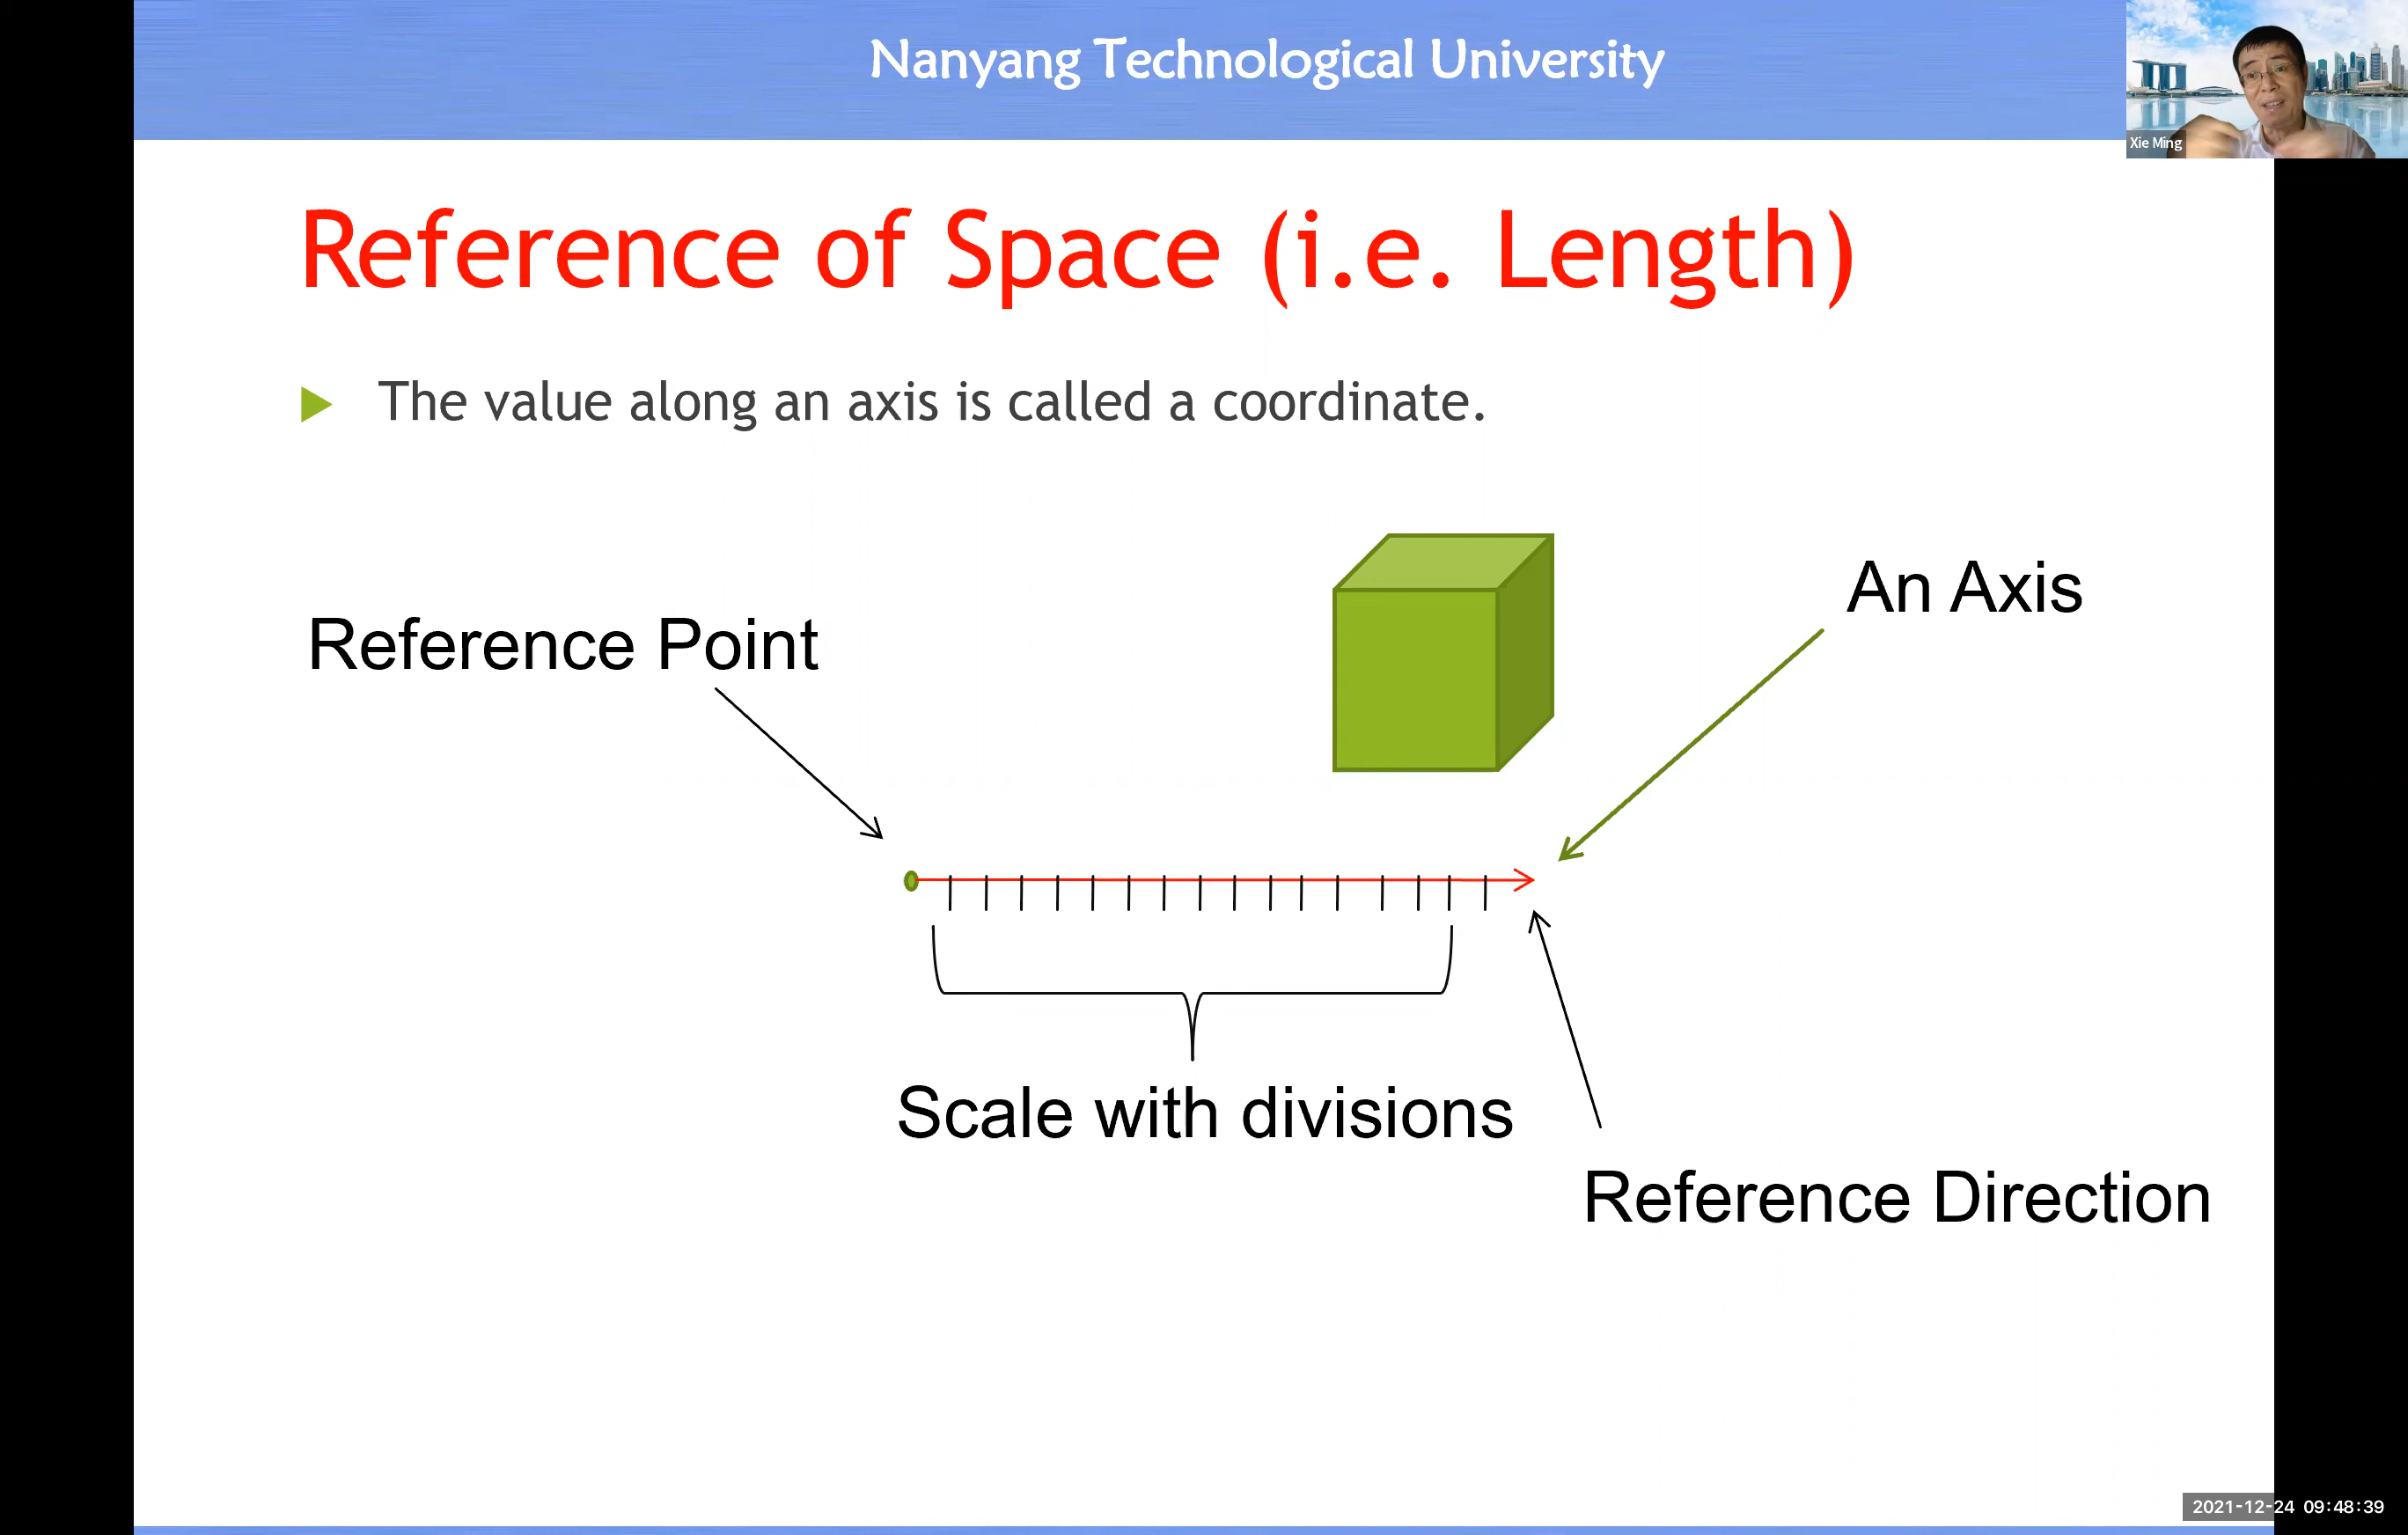 Nanyang Technological University
Xie Ming
Reference of Space (i.e. Length)
The value along an axis is called a coordinate.
An Axis
Reference Point
Scale with divisions
Reference Direction
2021-12-24 09:48:39